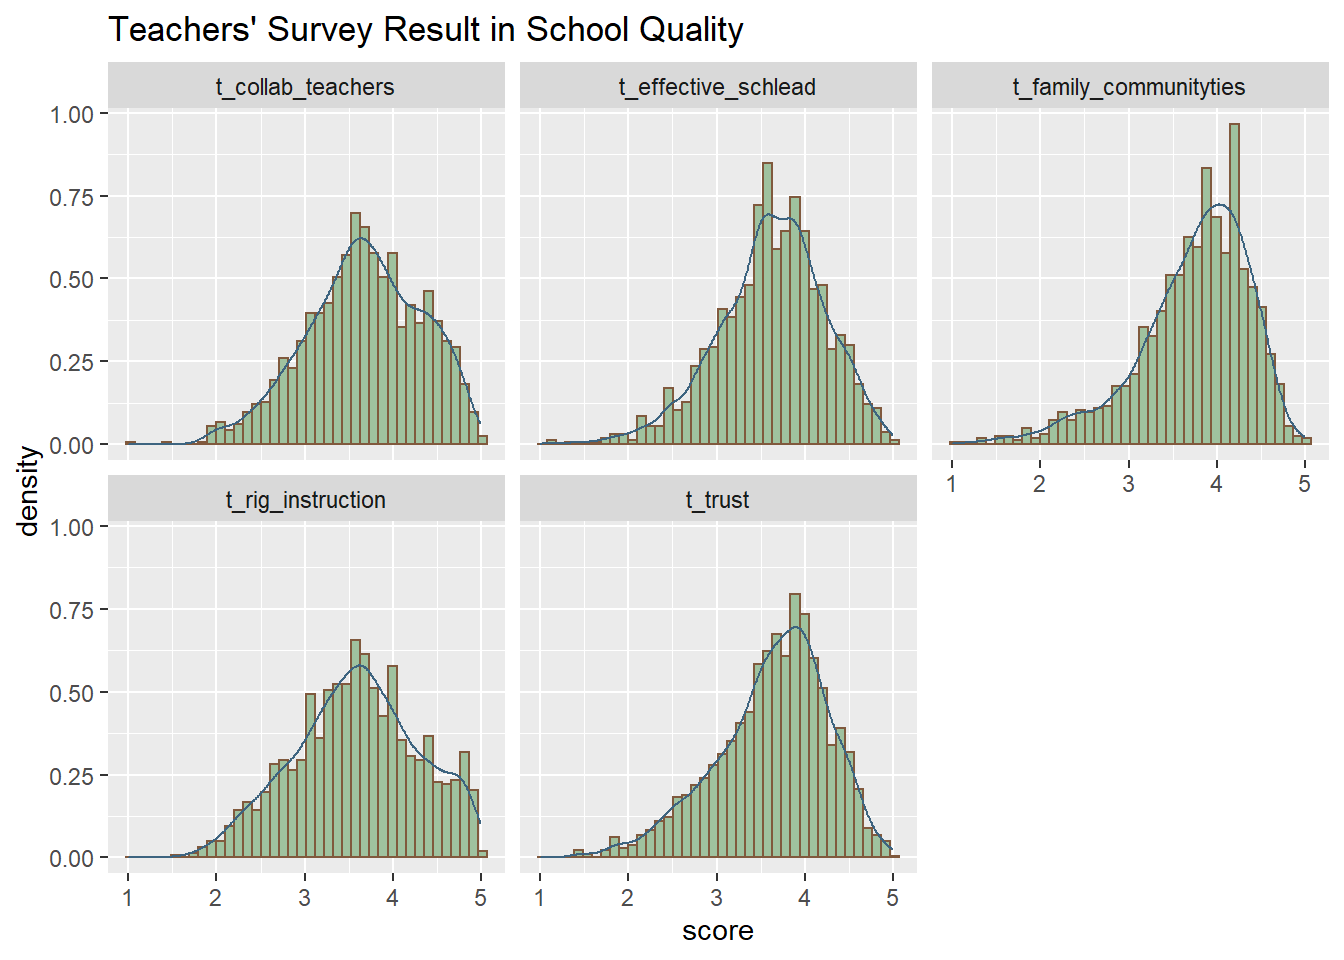 Teachers' Survey Result in School Quality
t_collab_teachers
t_effective_schlead
t_family_communityties
1.00
0.75
0.50
0.25
0.00
1 2 3 4 5
density
t_rig_instruction
t_trust
1.00
0.75
0.50
0.25
0.00
1 2 3 4 5
1 2 3 4 5
score